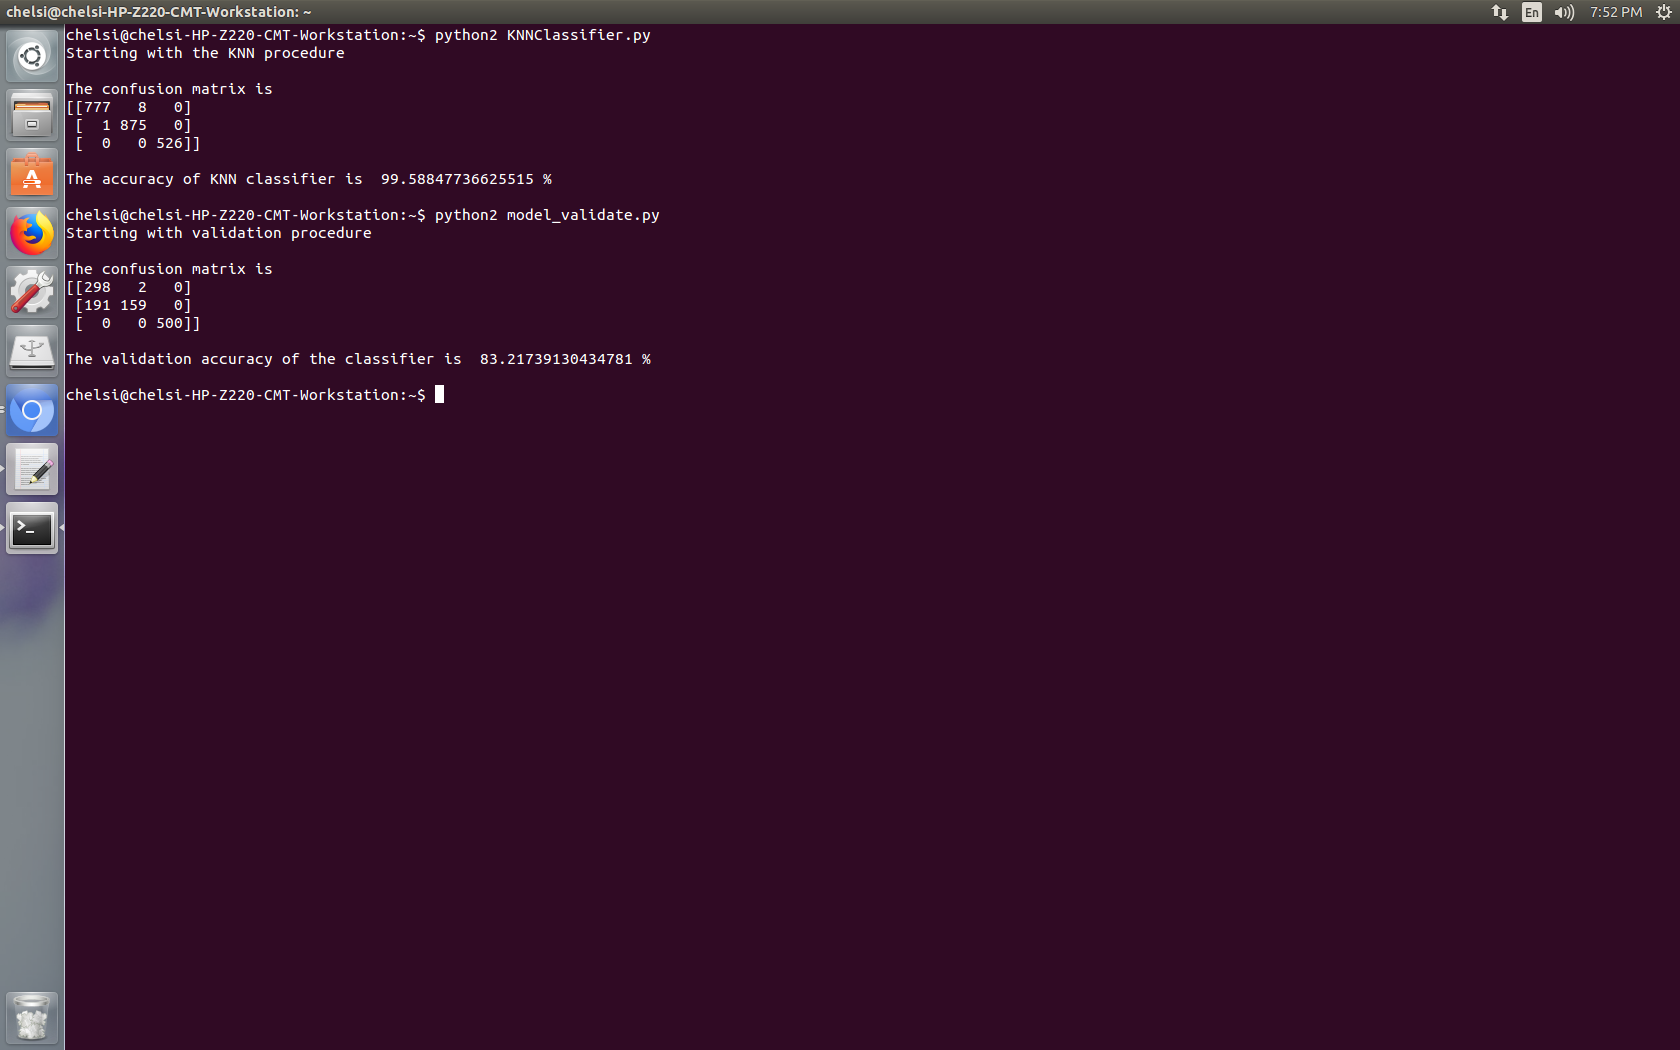 chelsi@chelsi-HP-Z220-CMT-Workstation: ~
En
7:52 PM
chelsi@chelsi-HP-Z220-CMT-Workstation:~$ python2 KNNClassifier.py
Starting with the KNN procedure
The confusion matrix is
[[777   8   0]
 [  1 875   0]
 [  0   0 526]]
The accuracy of KNN classifier is  99.58847736625515 %
chelsi@chelsi-HP-Z220-CMT-Workstation:~$ python2 model_validate.py
Starting with validation procedure
The confusion matrix is
[[298   2   0]
 [191 159   0]
 [  0   0 500]]
The validation accuracy of the classifier is  83.21739130434781 %
chelsi@chelsi-HP-Z220-CMT-Workstation:~$